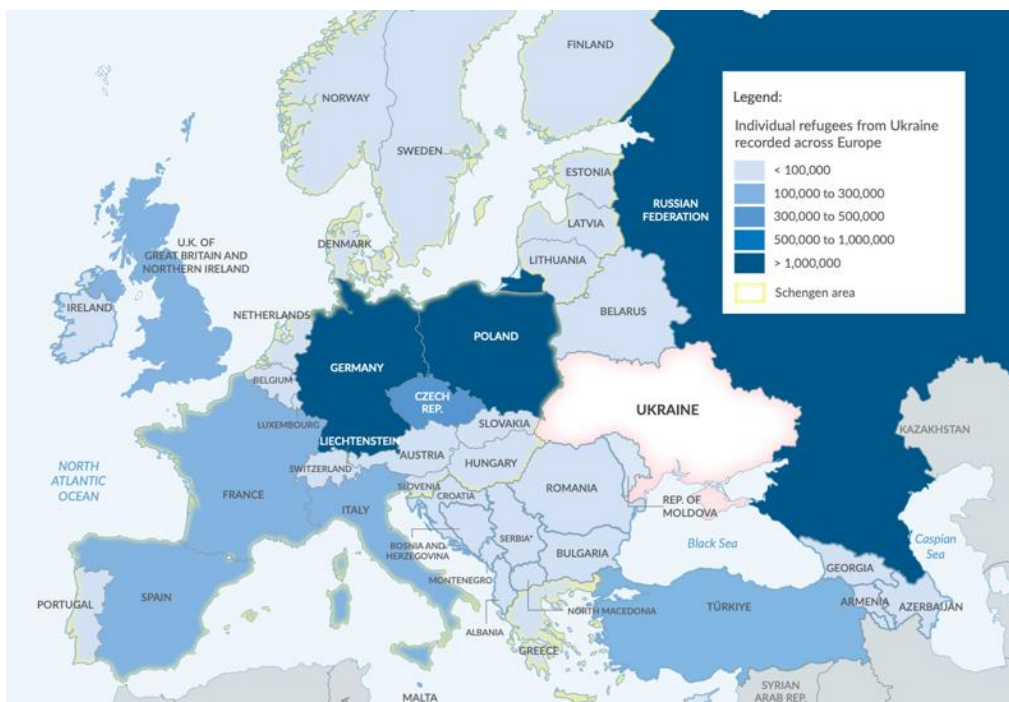 FINLAND
NORWAY
SWEDEN
Legend:
Individual refugees from Ukraine
recorded across Europe
< 100,000
100,000 to 300,000
300,000 to 500,000
500,000 to 1,000,000
> 1,000,000
Schengen area
ESTONIA
RUSSIAN
FEDERATION
LATVIA
DENMARK
U.K. OF
GREAT BRITAIN AND
NORTHERN IRELAND
LITHUANIA
IRELAND
NETHERLANDS
BELARUS
POLAND
GERMANY
BELGIUM
CZECH
REP.
UKRAINE
LUXEMBOURG
SLOVAKIA
KAZAKHSTAN
LIECHTENSTEIN
AUSTRIA
NORTH
ATLANTIC
OCEAN
SWITZERLAND
HUNGARY
SLOVENIA
ROMANIA
FRANCE
CROATIA
REP. OF
MOLDOVA
ITALY
SERBIA*
BOSNIA AND
HERZEGOVINA
Black Sea
Caspian
Sea
BULGARIA
GEORGIA
MONTENEGRO
PORTUGAL
SPAIN
NORTH MACEDONIA
TÜRKIYE
ARMENIA
AZERBAIJAN
ALBANIA
GREECE
SYRIAN
ARAB REP.
MALTA